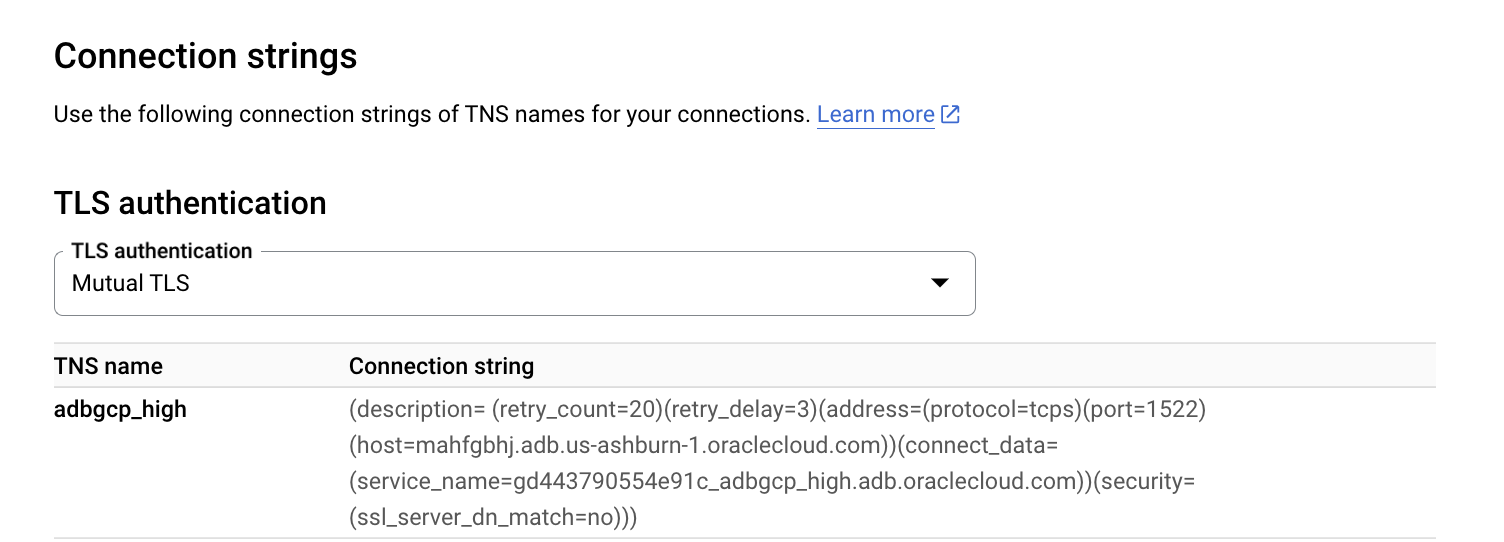 Connection strings
Use the following connection strings of TNS names for your connections. Learn more
TLS authentication
TLS authentication
Mutual TLS
TNS name Connection string
adbgcp_high (description= (retry_count=20)(retry_delay=3)(address=(protocol=tcps)(port=1522)
(host=mahfgbhj.adb.us-ashburn-1.oraclecloud.com))(connect_data=
(service_name=gd443790554e91c_adbgcp_high.adb.oraclecloud.com))(security=
(ssl_server_dn_match=no)))